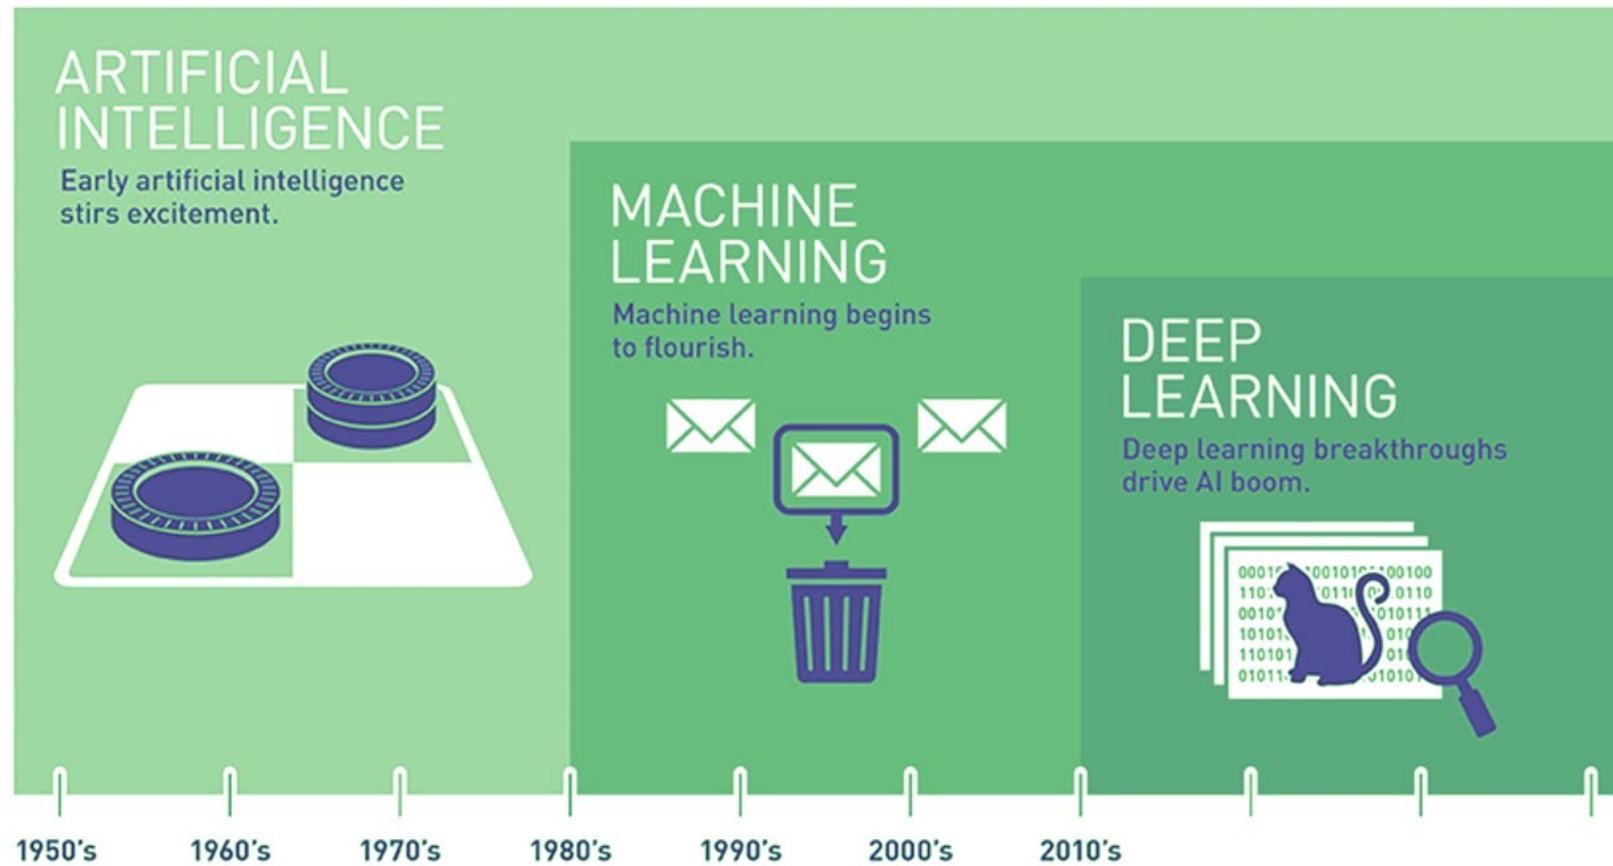 ARTIFICIAL
INTELLIGENCE
Early artificial intelligence
stirs excitement.
MACHINE
LEARNING
Machine learning begins
to flourish.
DEEP
LEARNING
Deep learning breakthroughs
drive AI boom.
1950's 1960's 1970's 1980's 1990's 2000's 2010's